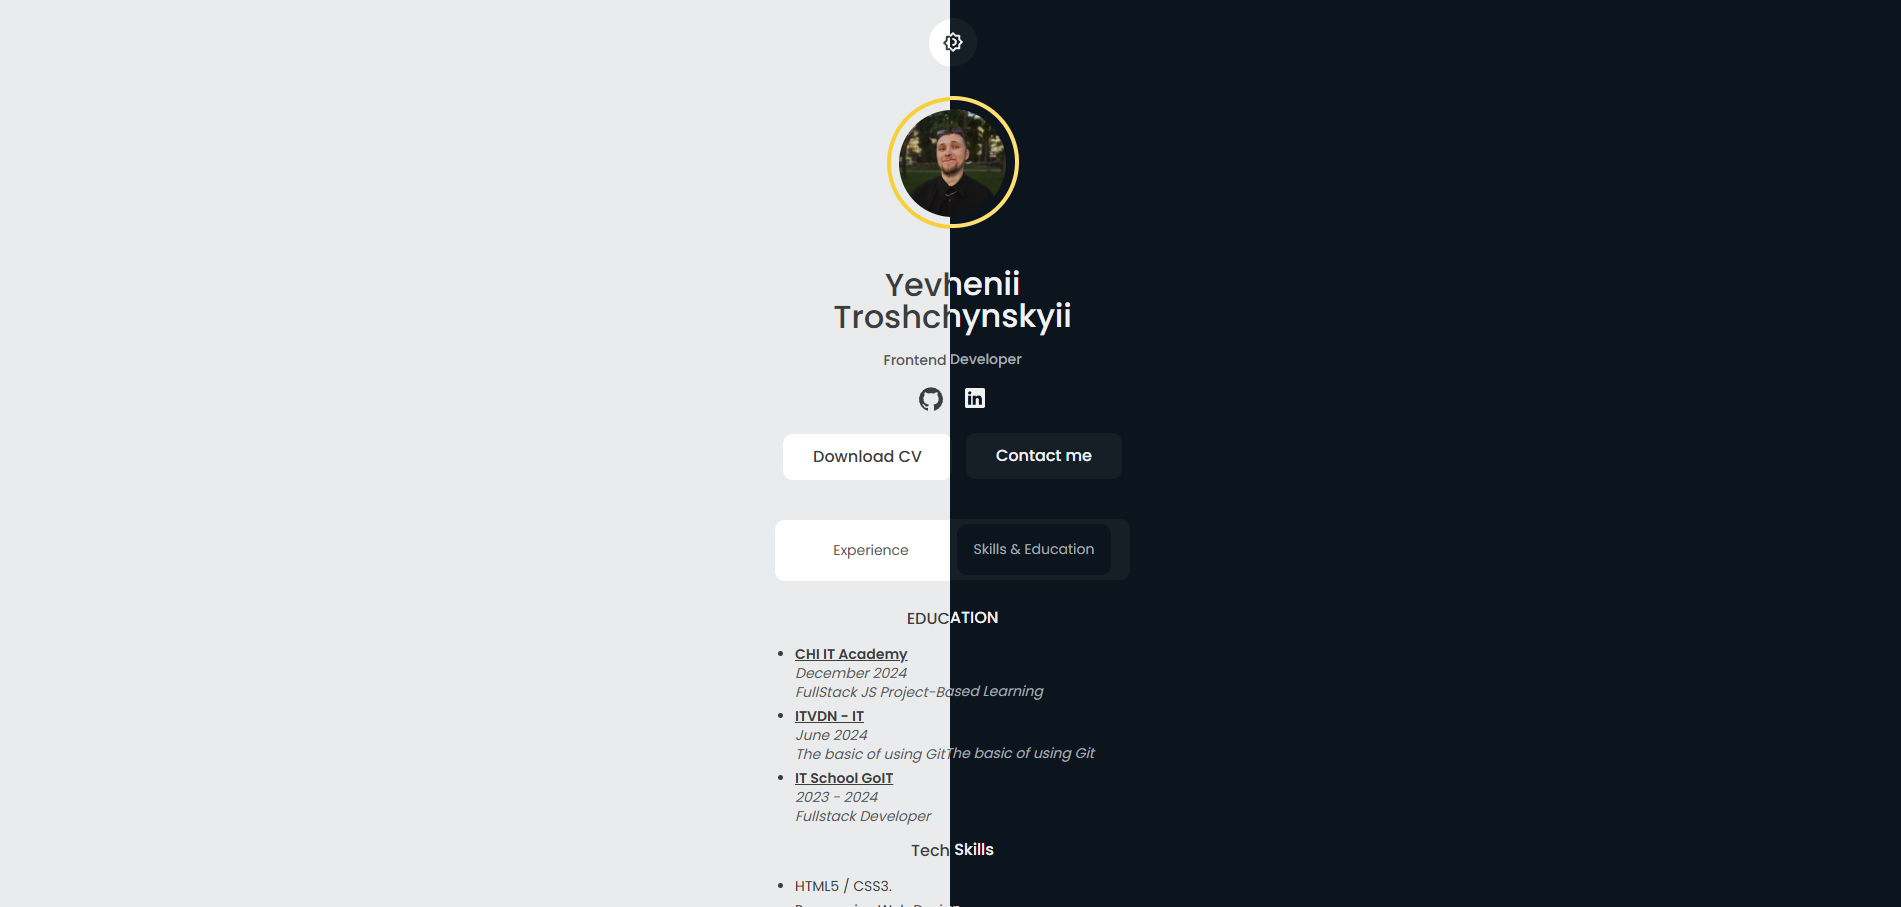 Yevhenii
Troshchynskyii
Frontend Developer
in
Download CV
Contact me
Experience
Skills & Education
EDUCATION
• CHI IT Academy
December 2024
FullStack JS Project-Based Learning
• ITVDN - IT
June 2024
The basic of using GitThe basic of using Git
• IT School GoIT
2023 - 2024
Fullstack Developer
Tech Skills
• HTML5 / CSS3.